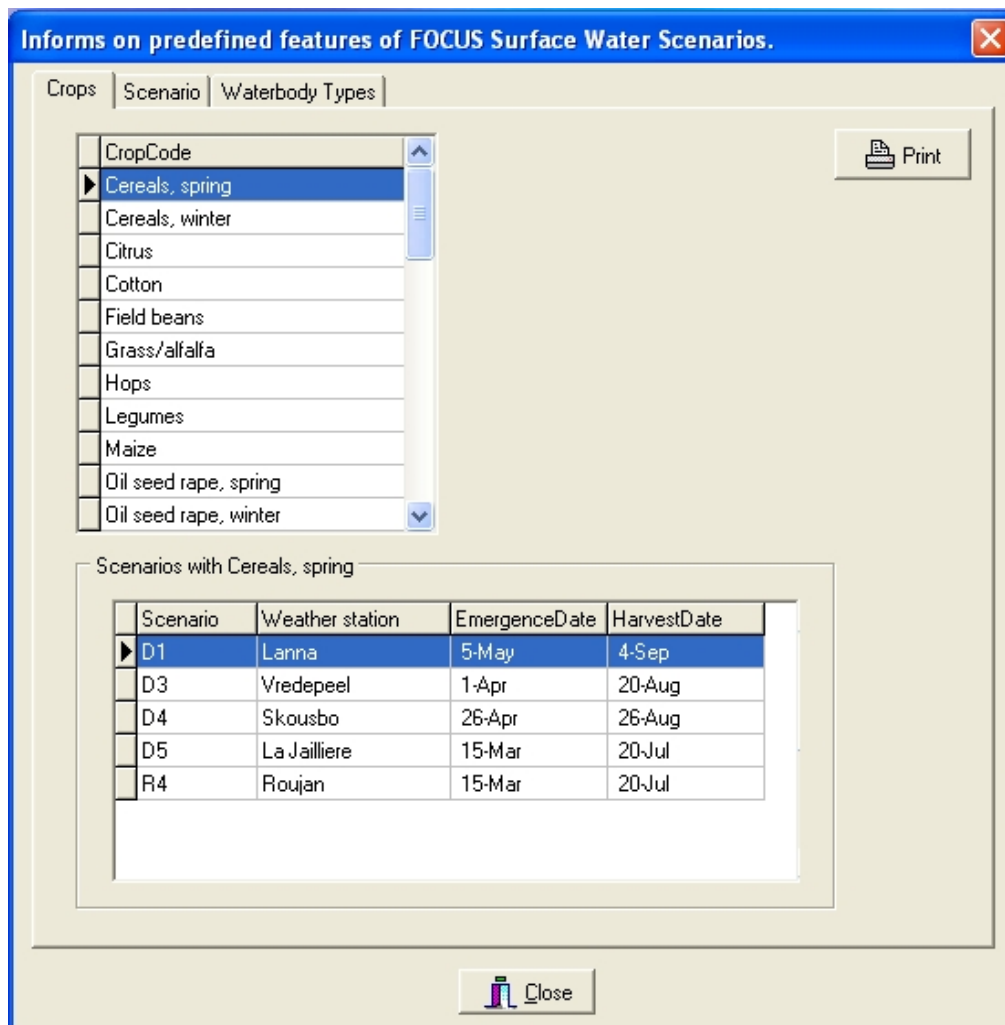 Informs on predefined features of FOCUS Surface Water Scenarios.
Crops Scenario Waterbody Types
Print
CropCode
Cereals, spring
Cereals, winter
Citrus
Cotton
Field beans
Grass/alfalfa
Hops
Legumes
Maize
Oil seed rape, spring
Oil seed rape, winter
Scenarios with Cereals, spring
Scenario Weather station EmergenceDate HarvestDate
D1 Lanna 5-May 4-Sep
D3 Vredepeel 1-Apr 20-Aug
D4 Skousbo 26-Apr 26-Aug
D5 La Jailliere 15-Mar 20-Jul
R4 Roujan 15-Mar 20-Jul
Close